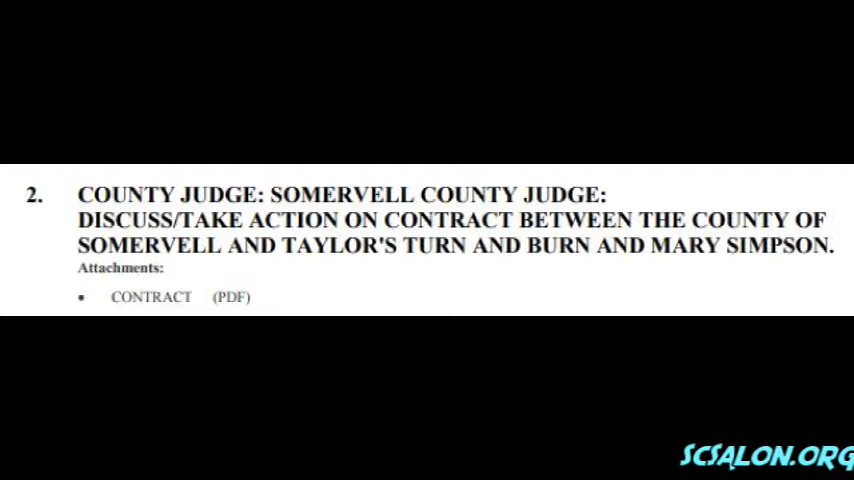 2. COUNTY JUDGE: SOMERVELL COUNTY JUDGE:
DISCUSS/TAKE ACTION ON CONTRACT BETWEEN THE COUNTY OF
SOMERVELL AND TAYLOR'S TURN AND BURN AND MARY SIMPSON.
Attachments:
• CONTRACT (PDF)
SCSALON.ORG